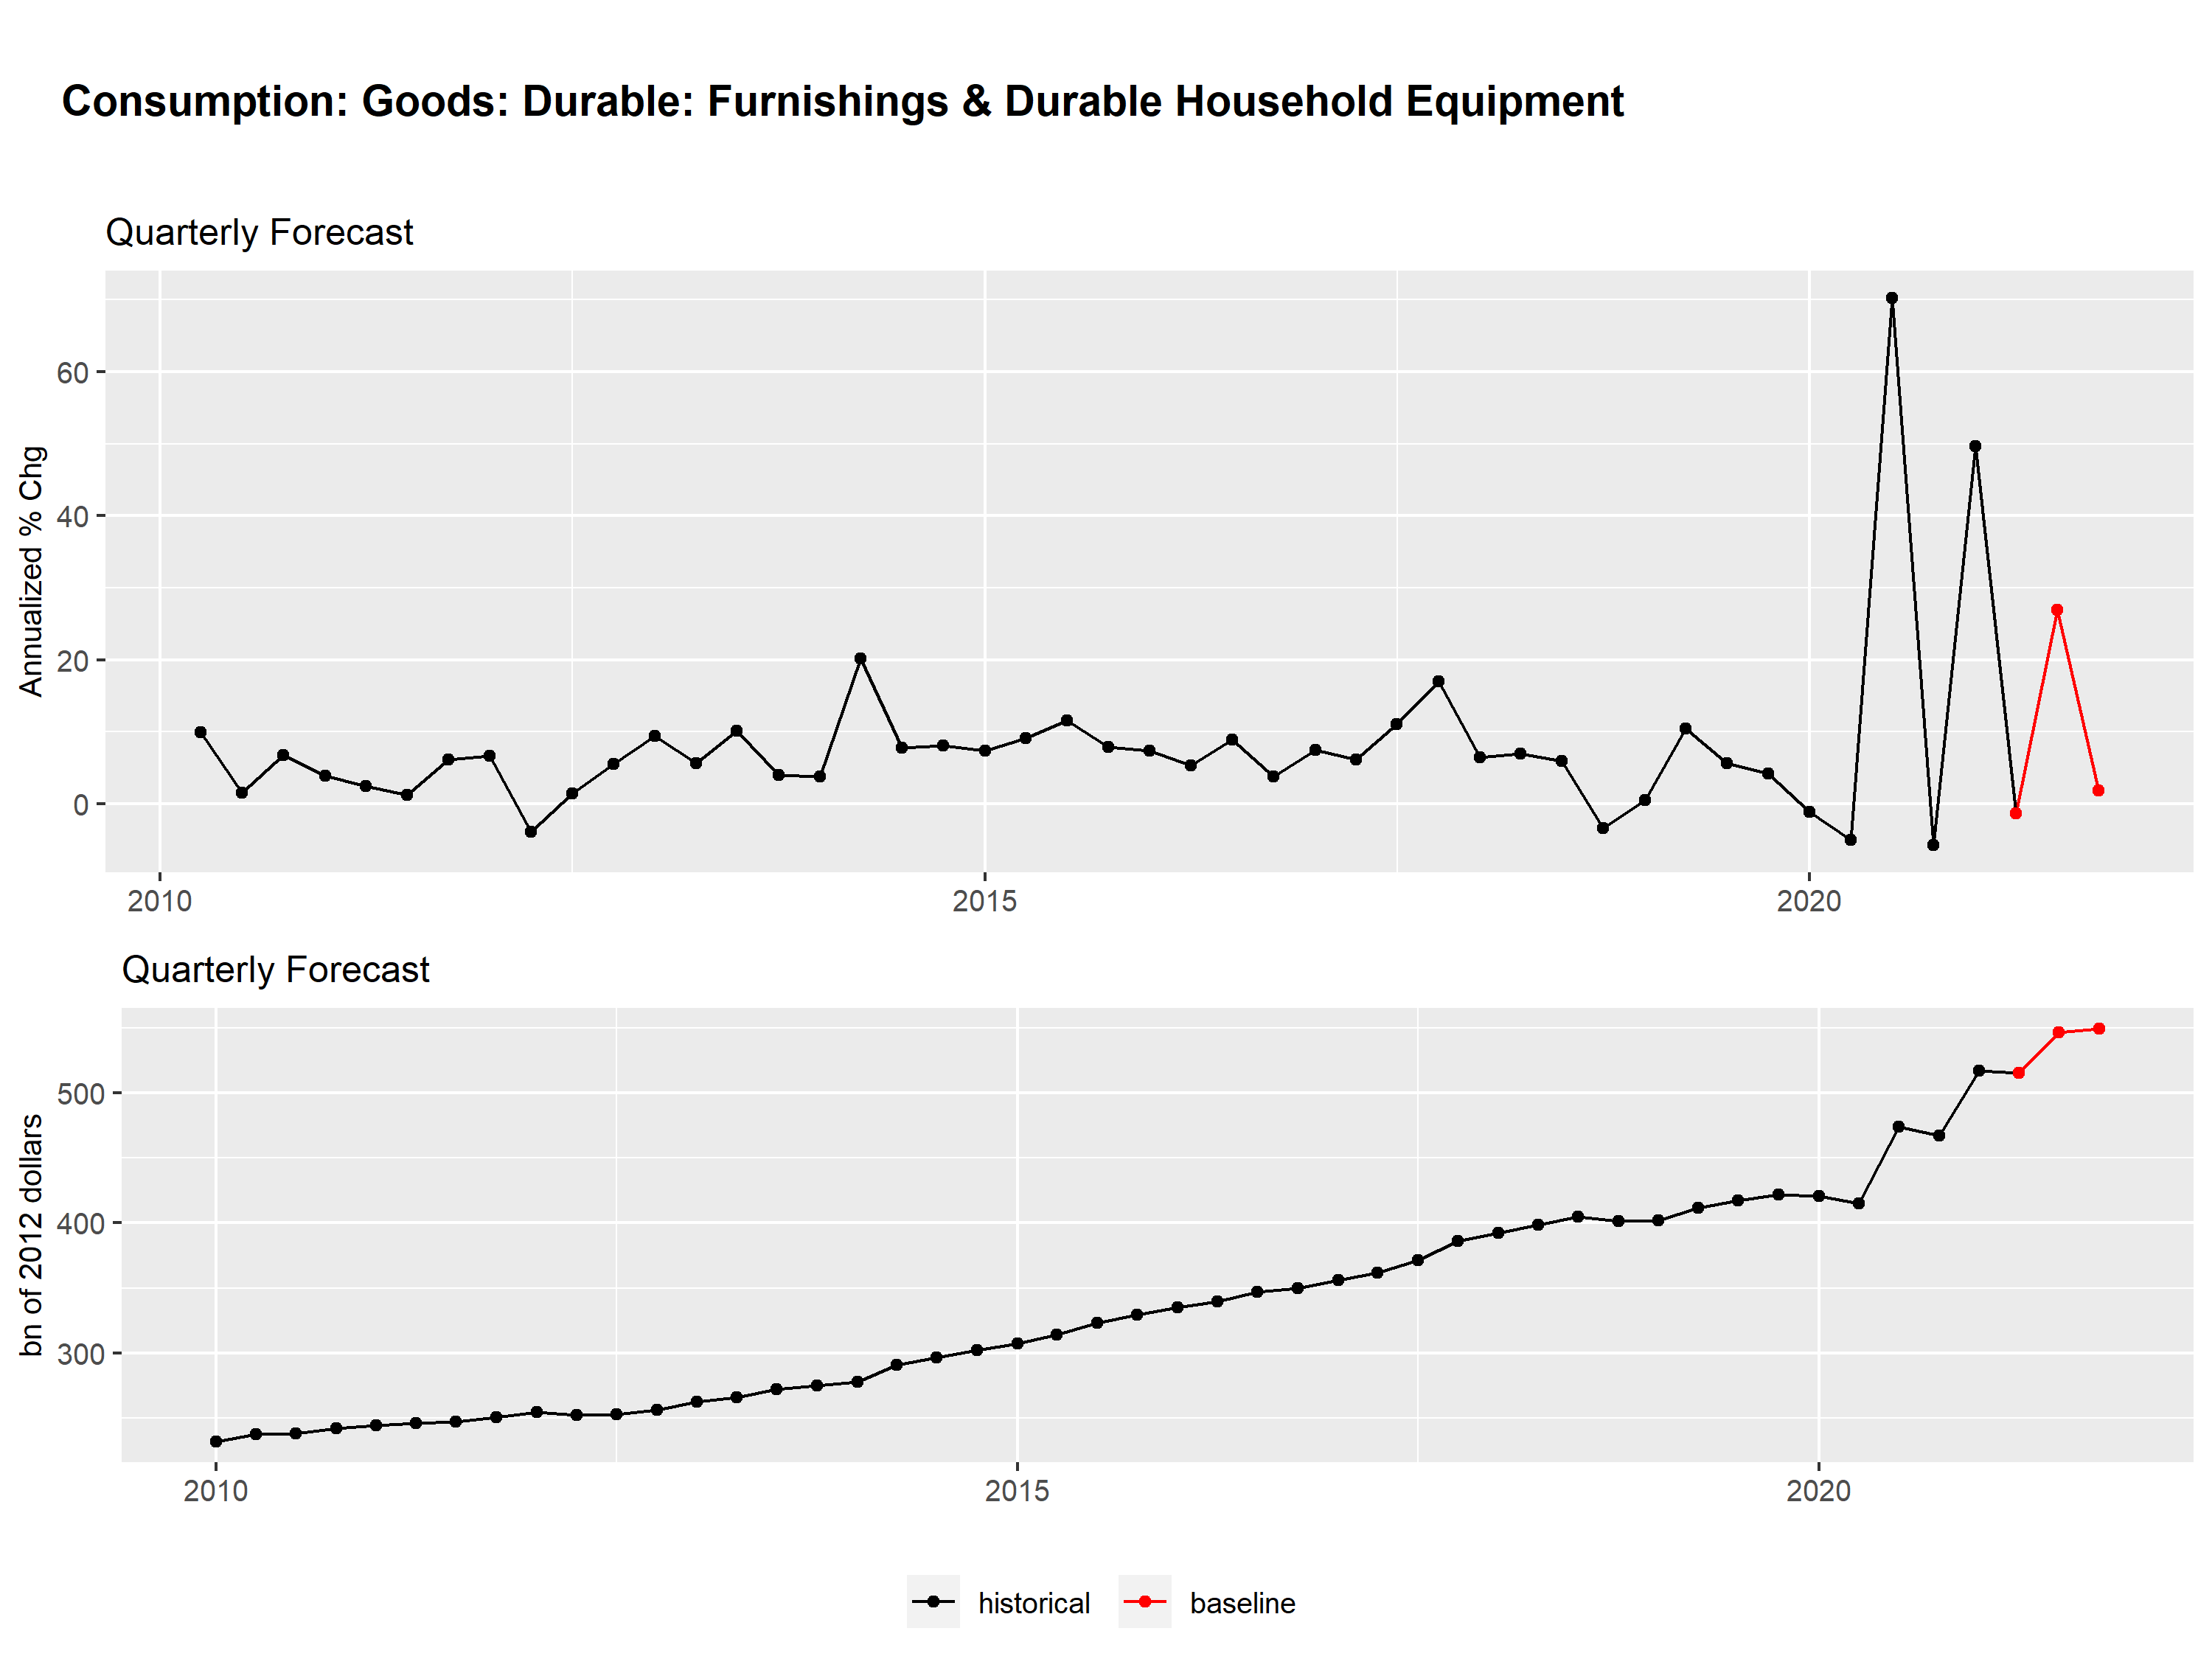 Consumption: Goods: Durable: Furnishings & Durable Household Equipment
Quarterly Forecast
Annualized % Chg
60
40
20
0
2010 2015 2020
Quarterly Forecast
bn of 2012 dollars
500
400
300
2010 2015 2020
historical baseline